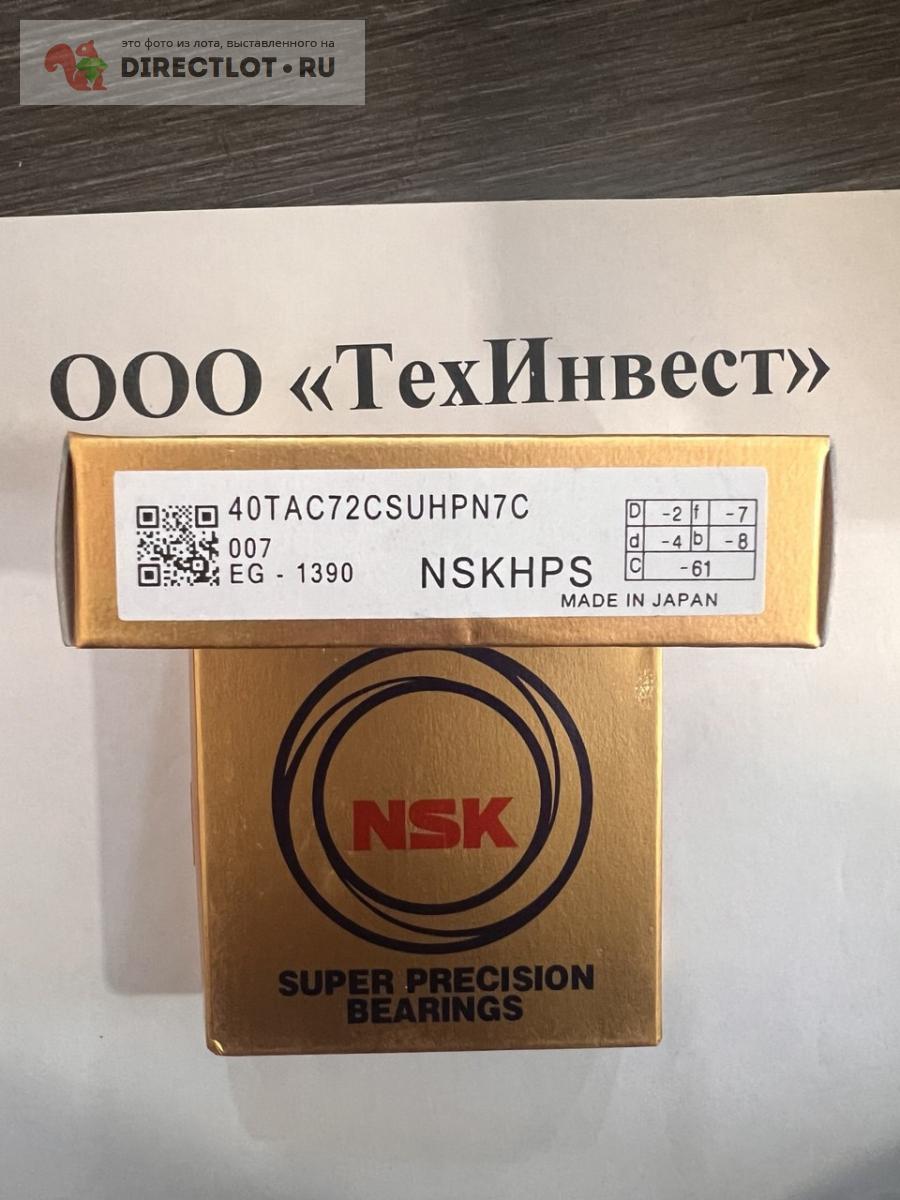 это фото из лота, выставленного на
DIRECTLOT•RU
ООО «ТехИнвест»
40TAC72CSUHPN7C
007
EG - 1390
NSKHPS
D -2 f -7
d -4 b -8
C -61
MADE IN JAPAN
NSK
SUPER PRECISION
BEARINGS